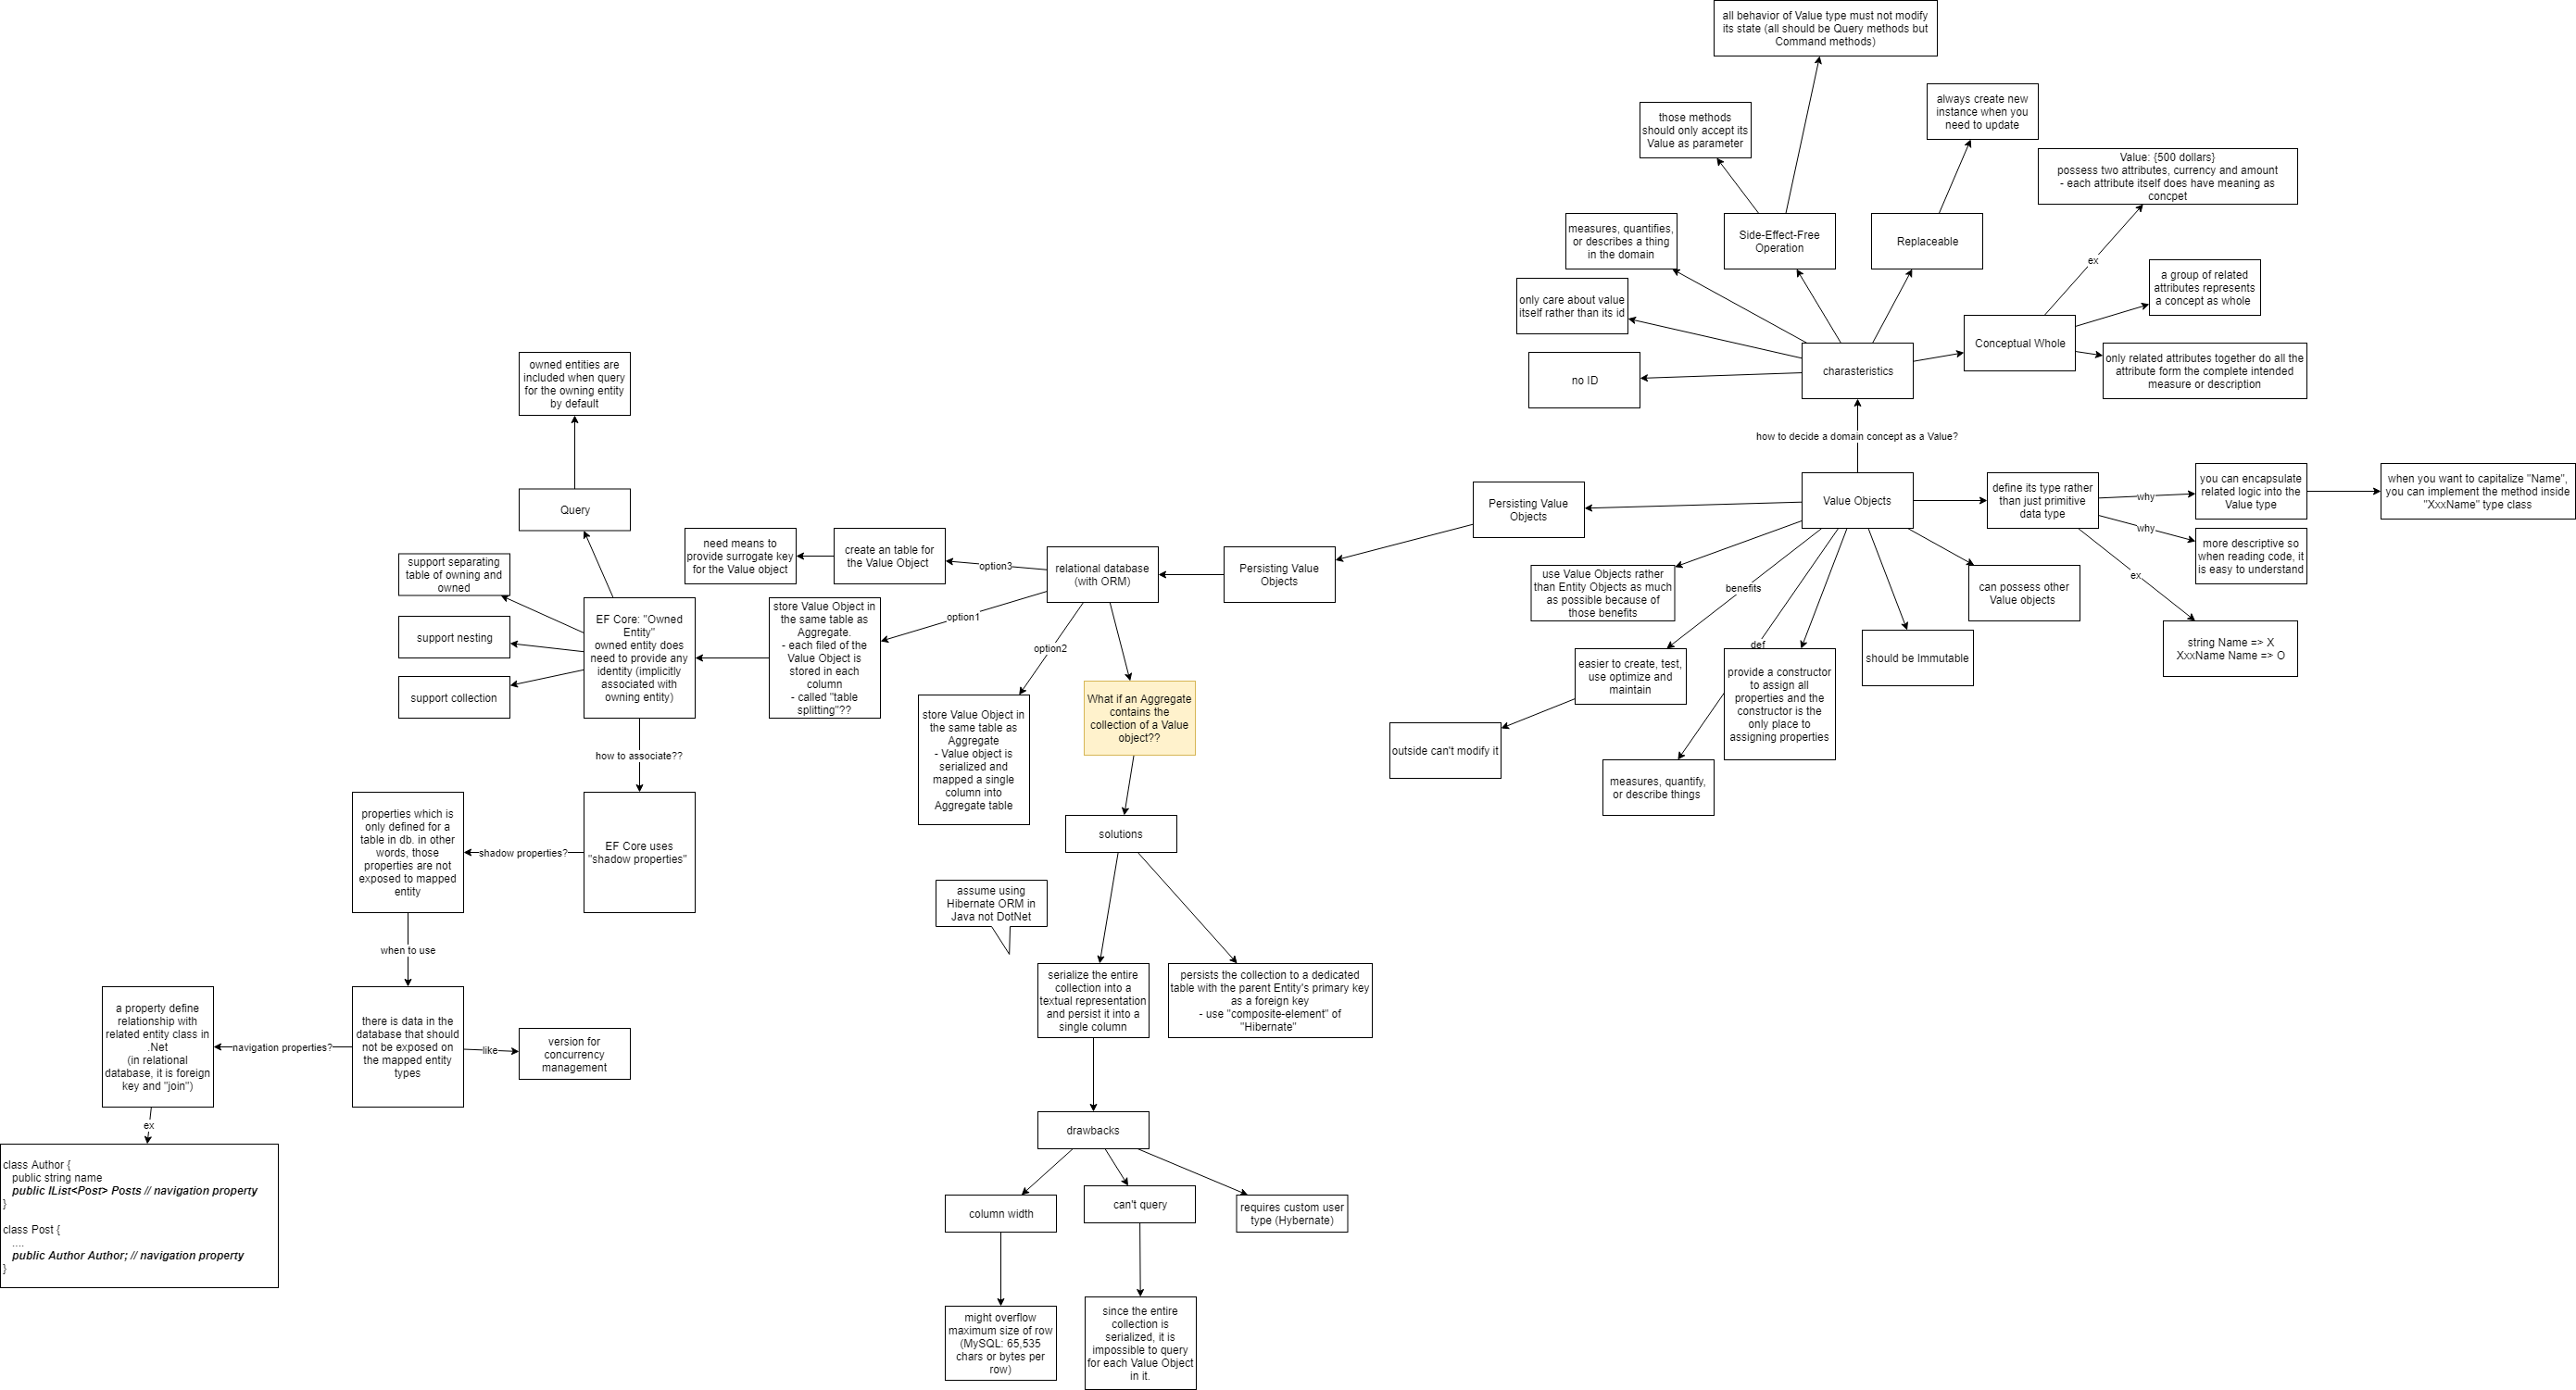 all behavior of Value type must not modify
its state (all should be Query methods but
Command methods)
always create new
instance when you
need to update
those methods
should only accept its
Value as parameter
Value: {500 dollars}
possess two attributes, currency and amount
- each attribute itself does have meaning as
concpet
measures, quantifies,
or describes a thing
in the domain
Side-Effect-Free
Operation
Replaceable
ex
a group of related
attributes represents
a concept as whole
only care about value
itself rather than its id
Conceptual Whole
only related attributes together do all the
attribute form the complete intended
measure or description
charasteristics
no ID
owned entities are
included when query
for the owning entity
by default
how to decide a domain concept as a Value?
Value Objects
Persisting Value
Objects
define its type rather
than just primitive
data type
why
you can encapsulate
related logic into the
Value type
when you want to capitalize "Name",
you can implement the method inside
"XxxName" type class
why
more descriptive so
when reading code, it
is easy to understand
ex
string Name => X
XxxName Name => O
Query
need means to
provide surrogate key
for the Value object
create an table for
the Value Object
option3
relational database
(with ORM)
Persisting Value
Objects
use Value Objects rather
than Entity Objects as much
as possible because of
those benefits
benefits
can possess other
Value objects
support separating
table of owning and
owned
support nesting
support collection
EF Core: "Owned
Entity"
owned entity does
need to provide any
identity (implicitly
associated with
owning entity)
store Value Object in
the same table as
Aggregate.
- each filed of the
Value Object is
stored in each
column
- called "table
splitting"??
option1
option2
def
easier to create, test,
use optimize and
maintain
provide a constructor
to assign all
properties and the
constructor is the
only place to
assigning properties
should be Immutable
outside can't modify it
measures, quantify,
or describe things
store Value Object in
the same table as
Aggregate
- Value object is
serialized and
mapped a single
column into
Aggregate table
What if an Aggregate
contains the
collection of a Value
object??
how to associate??
properties which is
only defined for a
table in db. in other
words, those
properties are not
exposed to mapped
entity
shadow properties?
EF Core uses
"shadow properties"
solutions
assume using
Hibernate ORM in
Java not DotNet
when to use
serialize the entire
collection into a
textual representation
and persist it into a
single column
persists the collection to a dedicated
table with the parent Entity's primary key
as a foreign key
- use "composite-element" of
"Hibernate"
a property define
relationship with
related entity class in
.Net
(in relational
database, it is foreign
key and "join")
navigation properties?
there is data in the
database that should
not be exposed on
the mapped entity
types
like
version for
concurrency
management
ex
class Author {
public string name
public IList<Post> Posts // navigation property
}
class Post {
....
public Author Author; // navigation property
}
drawbacks
column width
can't query
requires custom user
type (Hybernate)
might overflow
maximum size of row
(MySQL: 65,535
chars or bytes per
row)
since the entire
collection is
serialized, it is
impossible to query
for each Value Object
in it.